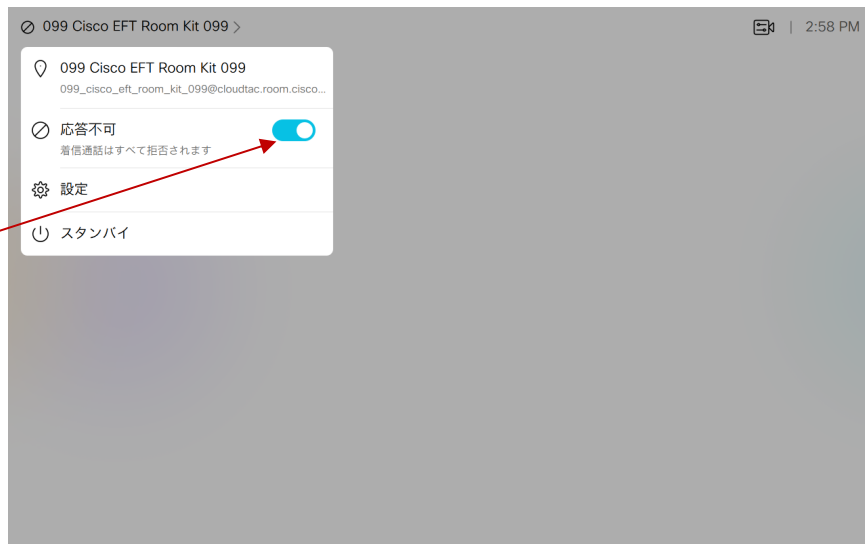 099 Cisco EFT Room Kit 099 >
| 2:58 PM
099 Cisco EFT Room Kit 099
099_cisco_eft_room_kit_099@cloudtac.room.cisco...
応答不可
着信通話はすべて拒否されます
設定
スタンバイ